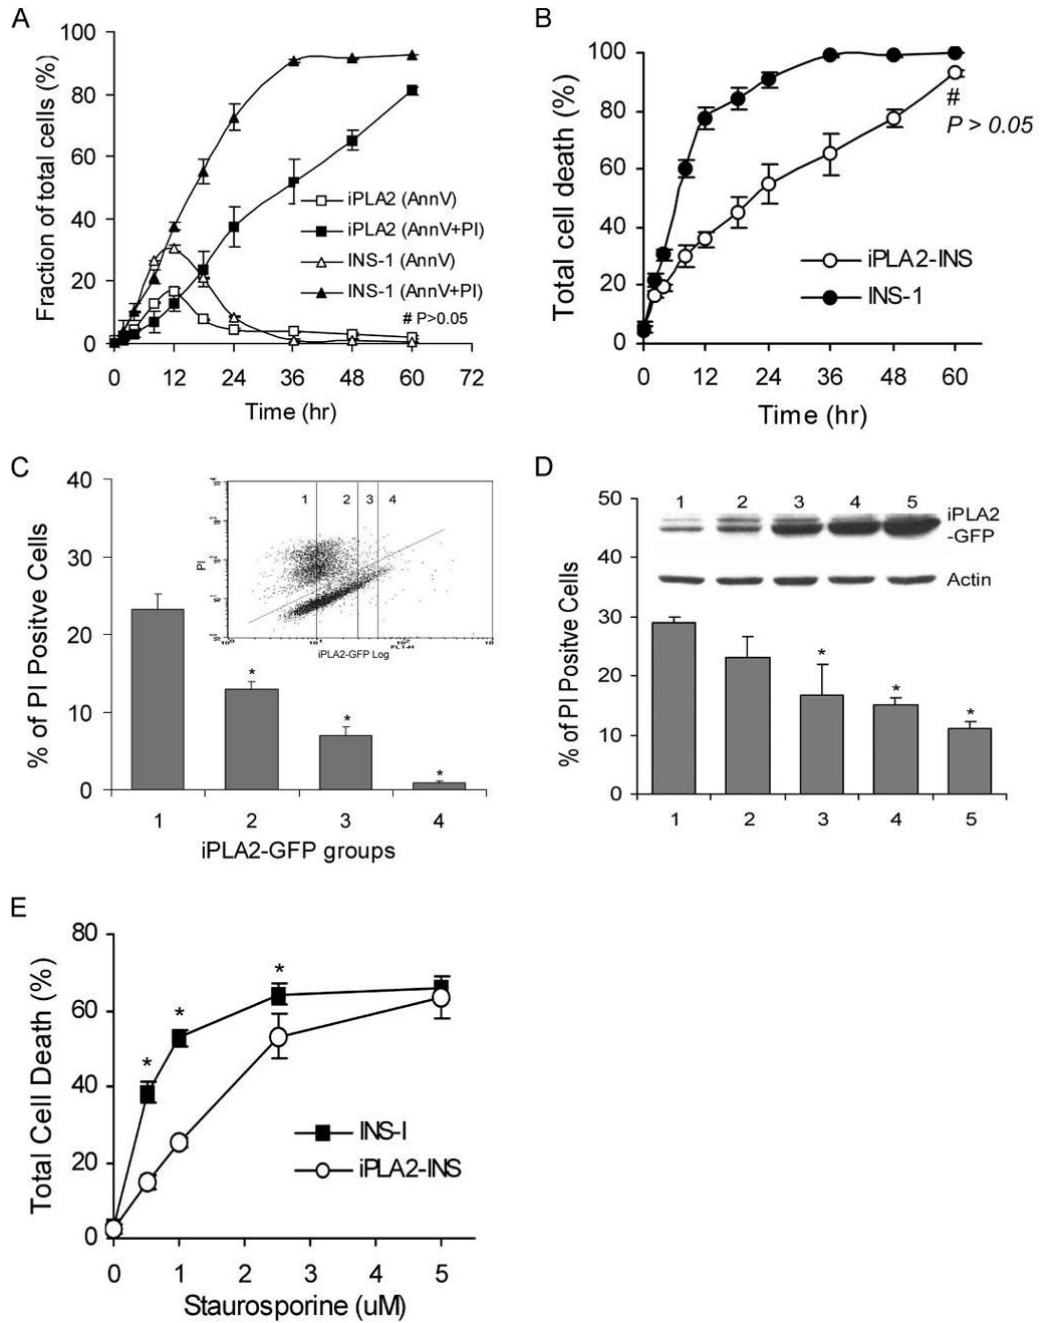 A
Fraction of total cells (%)
100
80
60
40
20
0
iPLA2 (AnnV)
iPLA2 (AnnV+PI)
INS-1 (AnnV)
INS-1 (AnnV+PI)
# P>0.05
0 12 24 36 48 60 72
Time (hr)
B
Total cell death (%)
100
80
60
40
20
0
#
P > 0.05
iPLA2-INS
INS-1
0 12 24 36 48 60
Time (hr)
C
% of PI Positive Cells
40
30
20
10
0
1 2 3 4
PI
FL1-H
iPLA2-GFP Log
*
*
*
1 2 3 4
iPLA2-GFP groups
D
% of PI Positve Cells
50
40
30
20
10
0
1 2 3 4 5
iPLA2
-GFP
Actin
*
*
*
1 2 3 4 5
E
Total Cell Death (%)
80
60
40
20
0
*
*
*
INS-I
iPLA2-INS
0 1 2 3 4 5
Staurosporine (uM)